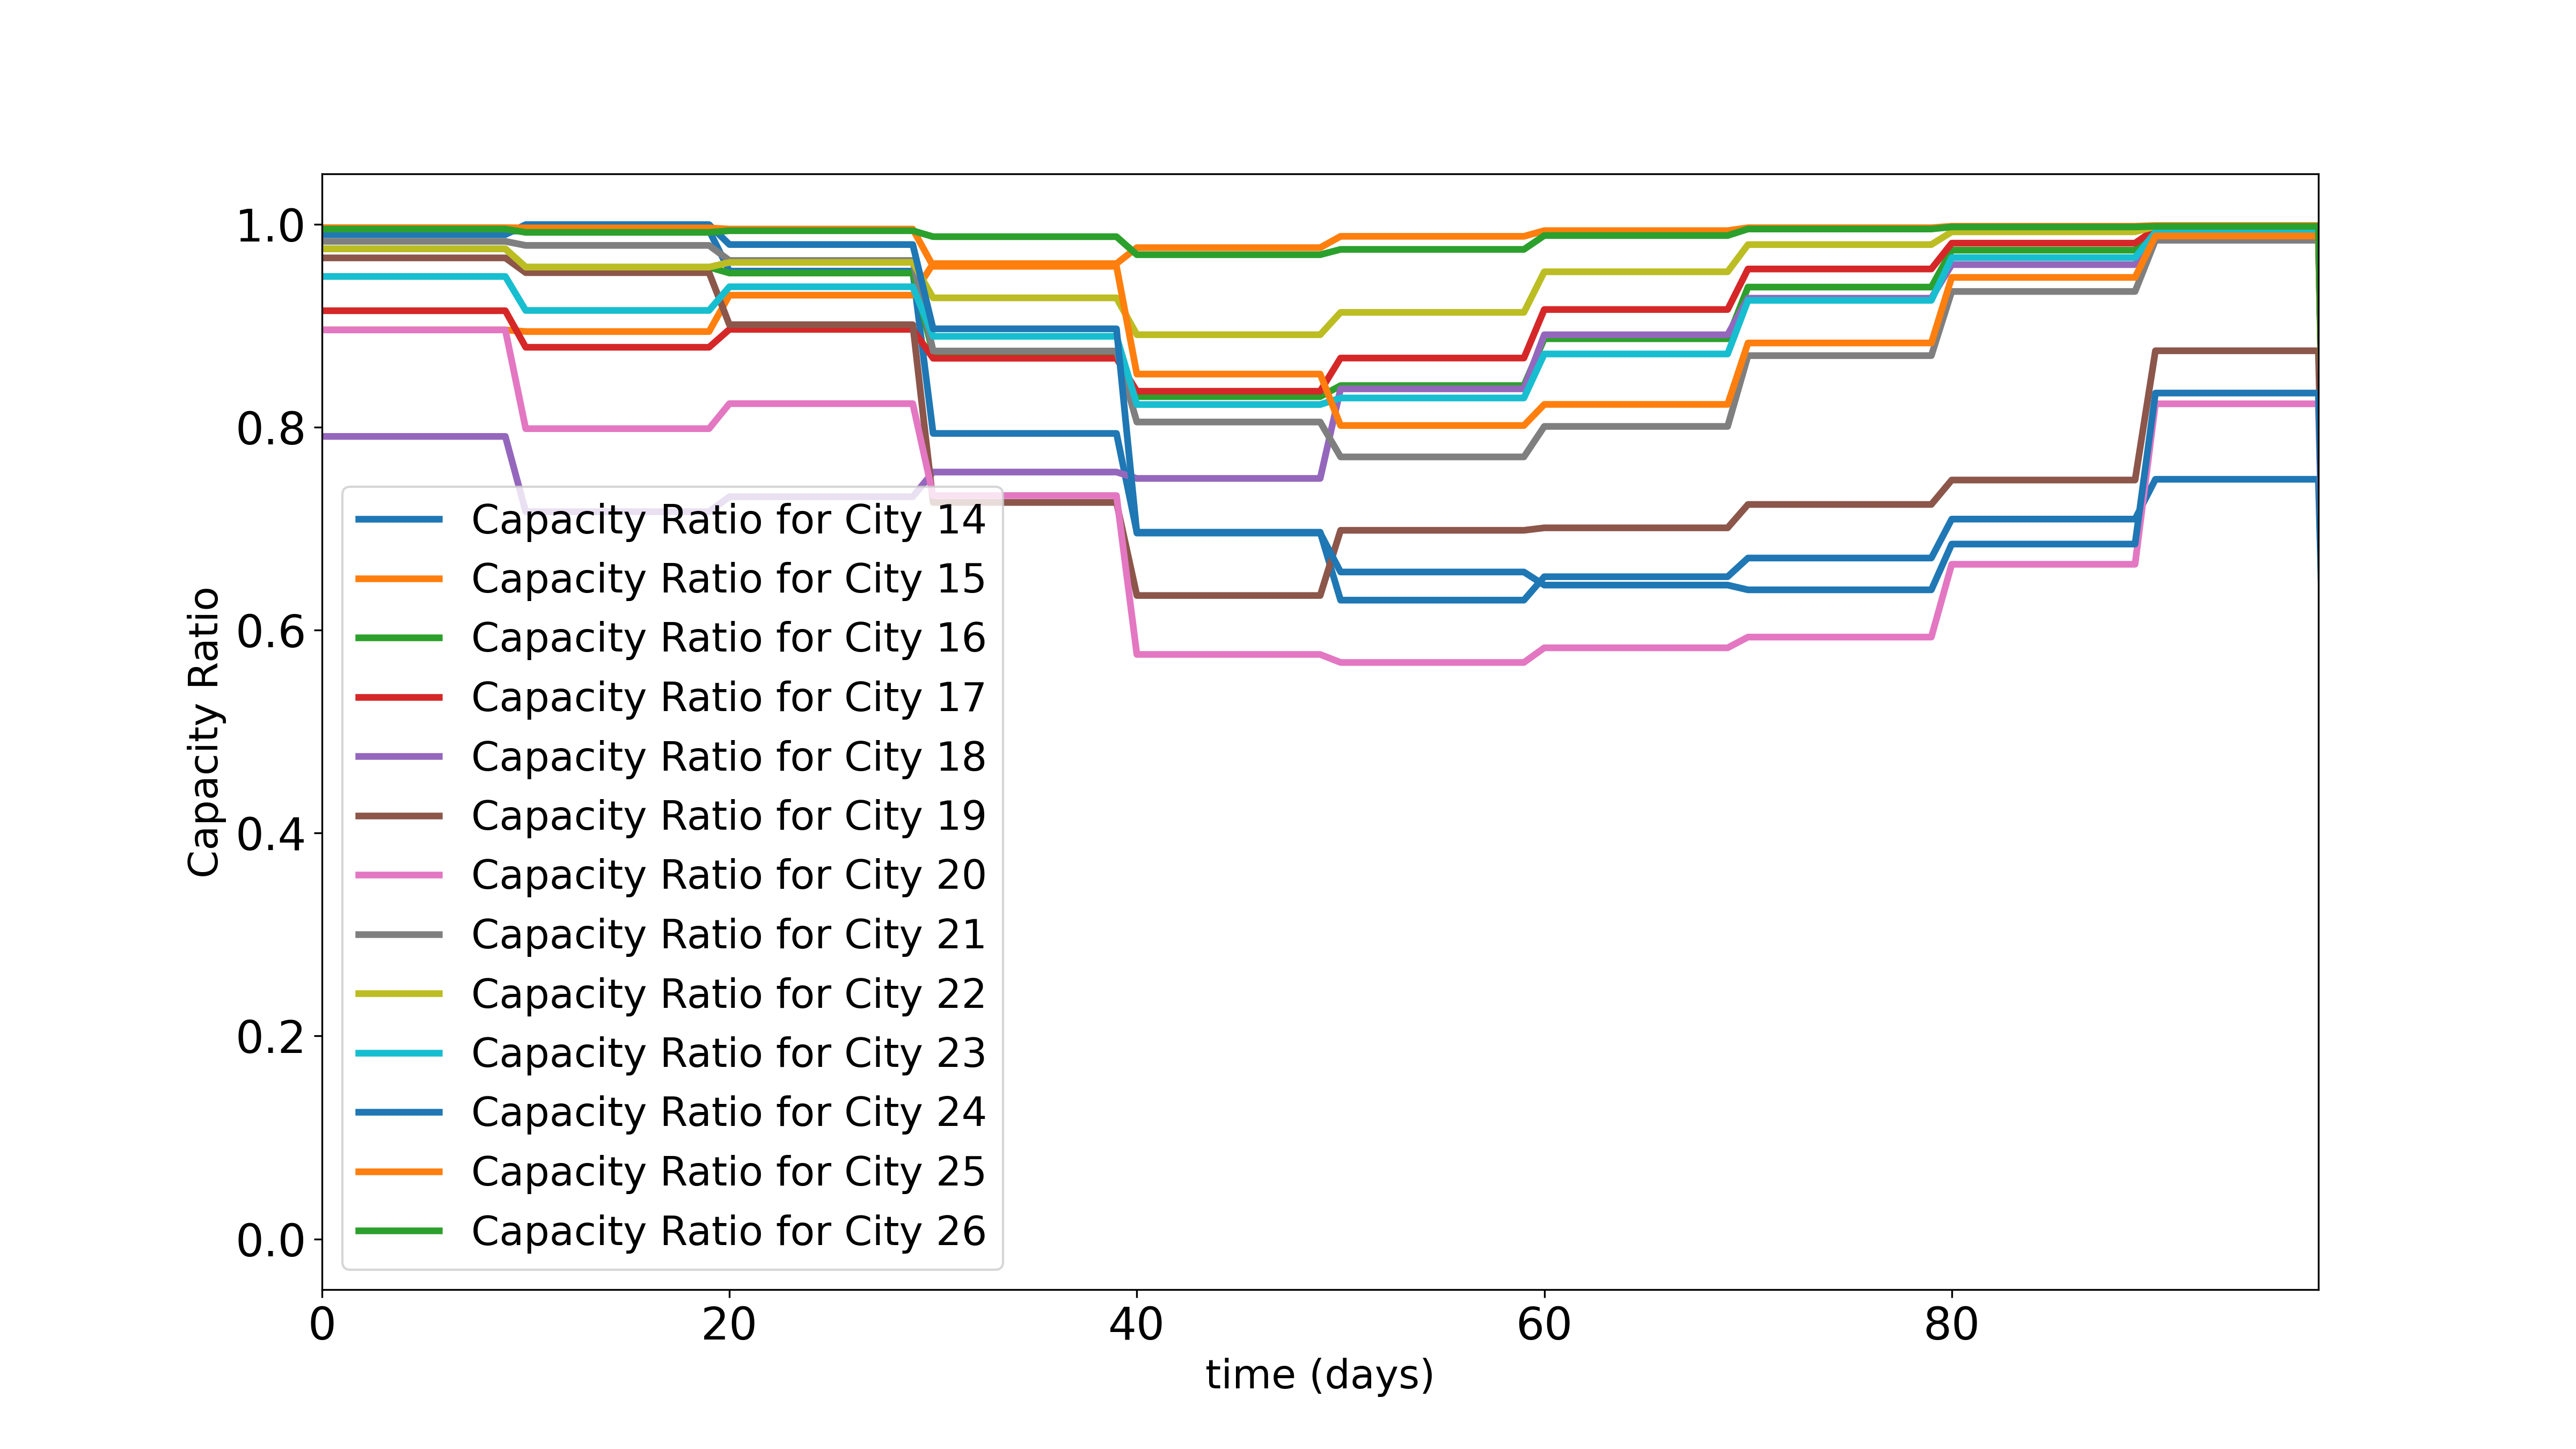 1.0
0.8
0.6
0.4
0.2
0.0
Capacity Ratio
Capacity Ratio for City 14
Capacity Ratio for City 15
Capacity Ratio for City 16
Capacity Ratio for City 17
Capacity Ratio for City 18
Capacity Ratio for City 19
Capacity Ratio for City 20
Capacity Ratio for City 21
Capacity Ratio for City 22
Capacity Ratio for City 23
Capacity Ratio for City 24
Capacity Ratio for City 25
Capacity Ratio for City 26
0 20 40 60 80
time (days)